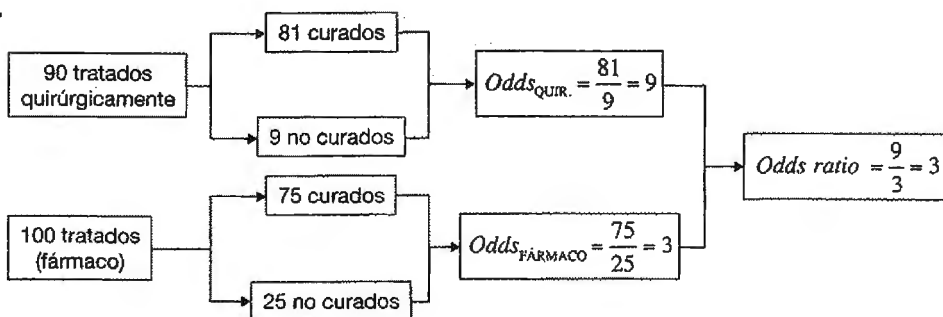 90 tratados
quirúrgicamente
81 curados
9 no curados
Odds_QUIR. = 81/9 = 9
100 tratados
(fármaco)
75 curados
25 no curados
Odds_FÁRMACO = 75/25 = 3
Odds ratio = 9/3 = 3